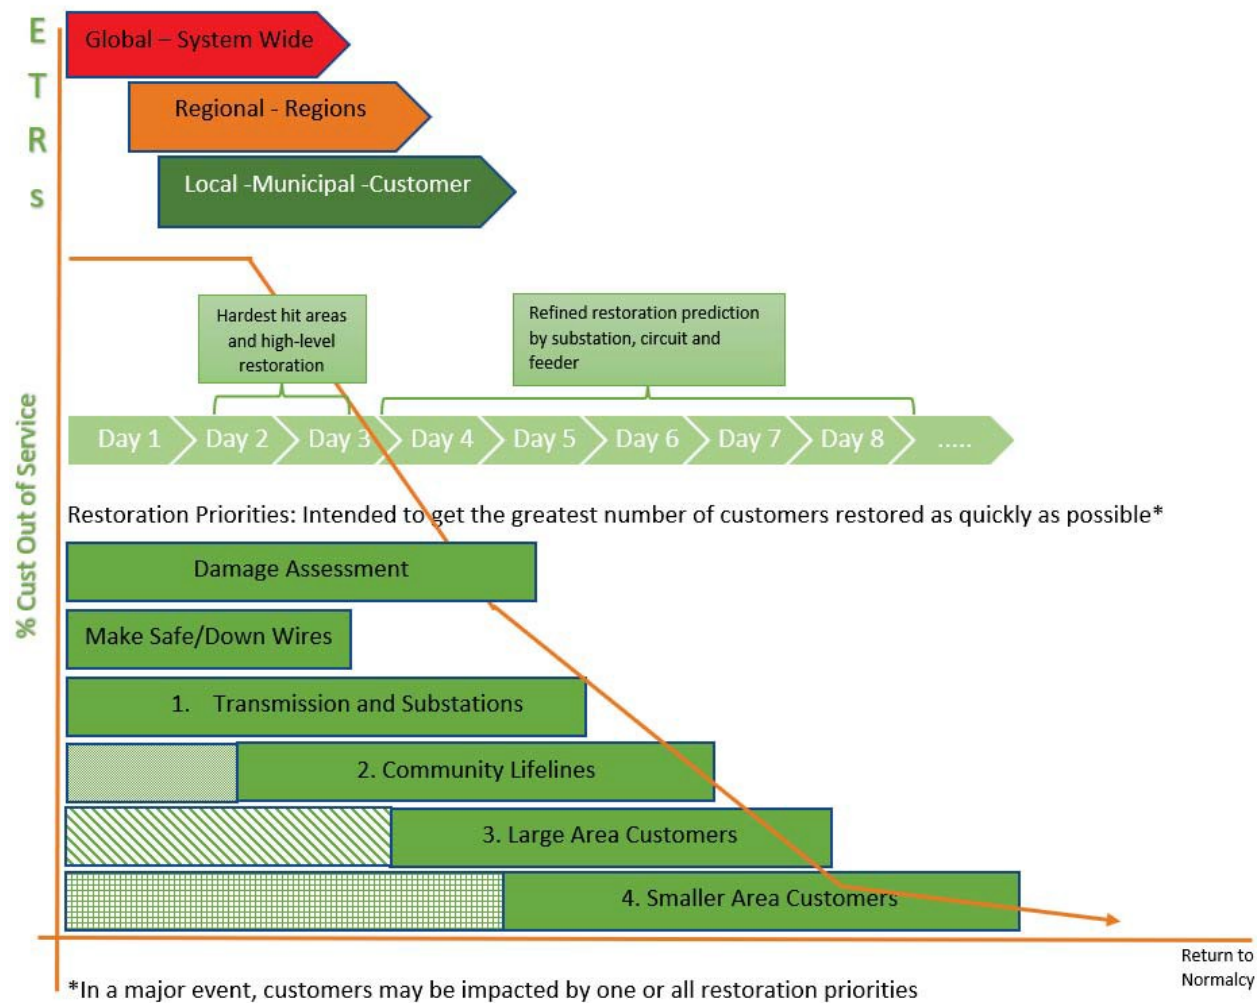 ETRs
Global – System Wide
Regional - Regions
Local -Municipal -Customer
Hardest hit areas
and high-level
restoration
Refined restoration prediction
by substation, circuit and
feeder
% Cust Out of Service
Day 1
Day 2
Day 3
Day 4
Day 5
Day 6
Day 7
Day 8
.....
Restoration Priorities: Intended to get the greatest number of customers restored as quickly as possible*
Damage Assessment
Make Safe/Down Wires
1. Transmission and Substations
2. Community Lifelines
3. Large Area Customers
4. Smaller Area Customers
Return to
Normalcy
*In a major event, customers may be impacted by one or all restoration priorities